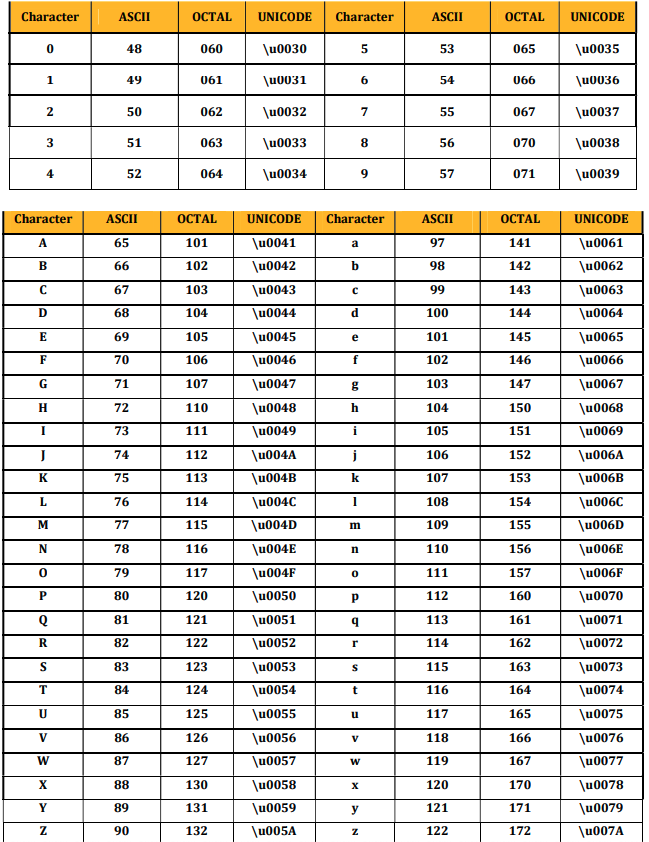 Character ASCII OCTAL UNICODE Character ASCII OCTAL UNICODE
0 48 060 \u0030 5 53 065 \u0035
1 49 061 \u0031 6 54 066 \u0036
2 50 062 \u0032 7 55 067 \u0037
3 51 063 \u0033 8 56 070 \u0038
4 52 064 \u0034 9 57 071 \u0039
Character ASCII OCTAL UNICODE Character ASCII OCTAL UNICODE
A 65 101 \u0041 a 97 141 \u0061
B 66 102 \u0042 b 98 142 \u0062
C 67 103 \u0043 c 99 143 \u0063
D 68 104 \u0044 d 100 144 \u0064
E 69 105 \u0045 e 101 145 \u0065
F 70 106 \u0046 f 102 146 \u0066
G 71 107 \u0047 g 103 147 \u0067
H 72 110 \u0048 h 104 150 \u0068
I 73 111 \u0049 i 105 151 \u0069
J 74 112 \u004A j 106 152 \u006A
K 75 113 \u004B k 107 153 \u006B
L 76 114 \u004C l 108 154 \u006C
M 77 115 \u004D m 109 155 \u006D
N 78 116 \u004E n 110 156 \u006E
O 79 117 \u004F o 111 157 \u006F
P 80 120 \u0050 p 112 160 \u0070
Q 81 121 \u0051 q 113 161 \u0071
R 82 122 \u0052 r 114 162 \u0072
S 83 123 \u0053 s 115 163 \u0073
T 84 124 \u0054 t 116 164 \u0074
U 85 125 \u0055 u 117 165 \u0075
V 86 126 \u0056 v 118 166 \u0076
W 87 127 \u0057 w 119 167 \u0077
X 88 130 \u0058 x 120 170 \u0078
Y 89 131 \u0059 y 121 171 \u0079
Z 90 132 \u005A z 122 172 \u007A